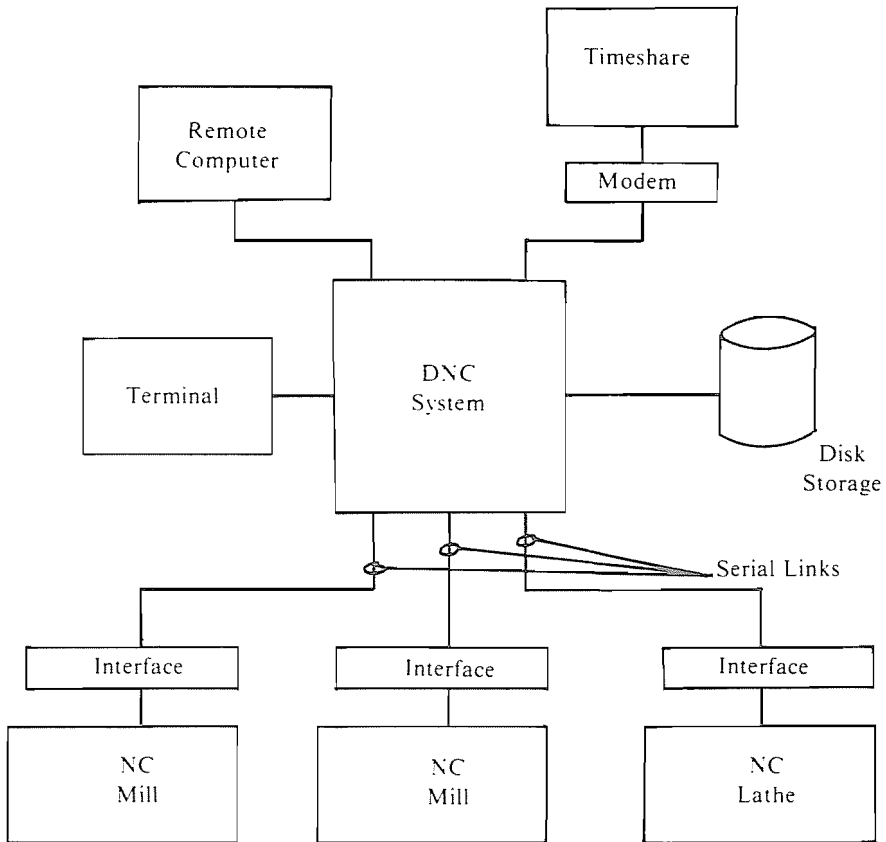 Timeshare
Remote
Computer
Modem
DNC
System
Terminal
Disk
Storage
Serial Links
Interface
Interface
Interface
NC
Mill
NC
Mill
NC
Lathe